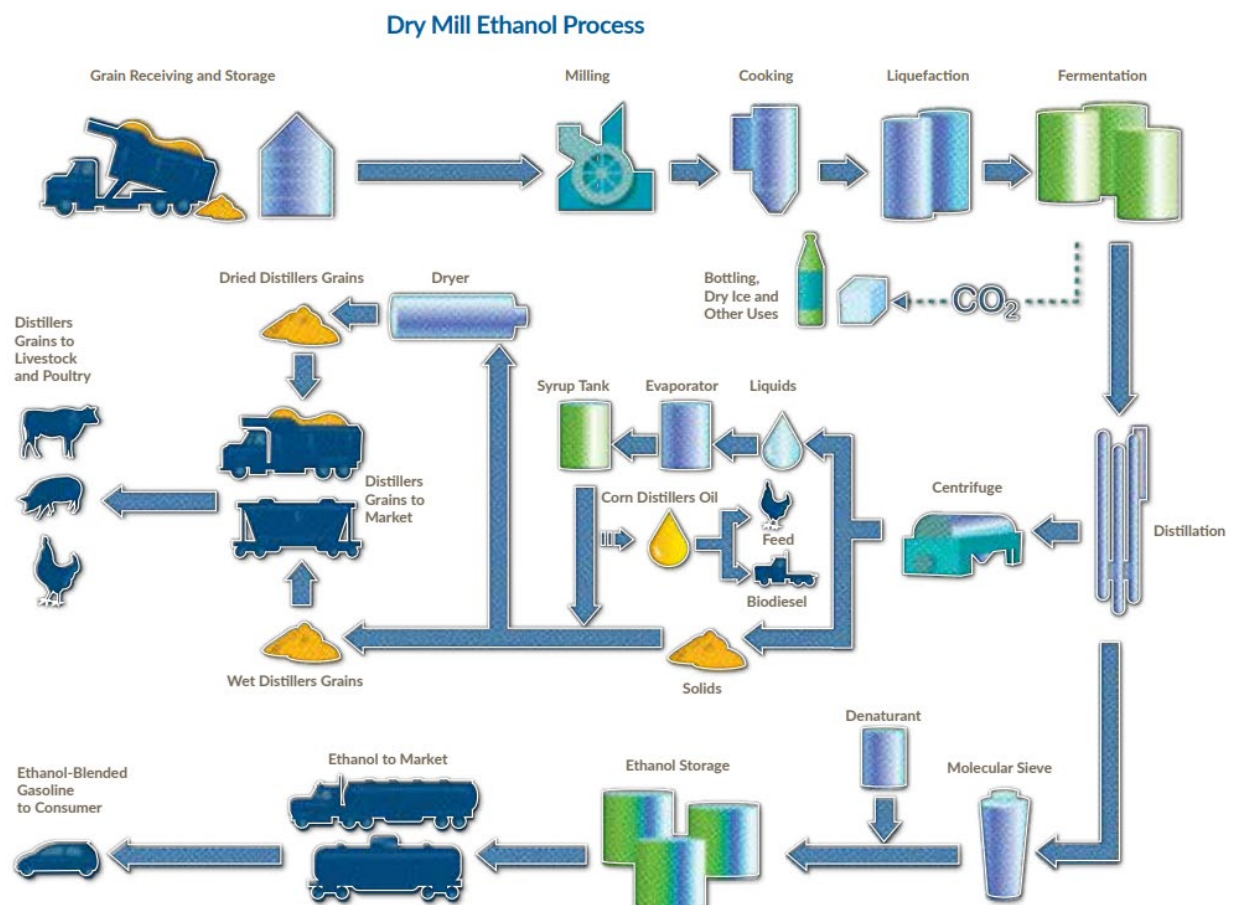 Dry Mill Ethanol Process
Grain Receiving and Storage
Milling
Cooking
Liquefaction
Fermentation
Bottling,
Dry Ice and
Other Uses
CO2
Dried Distillers Grains
Dryer
Distillers
Grains to
Livestock
and Poultry
Syrup Tank
Evaporator
Liquids
Distillers
Grains to
Market
Corn Distillers Oil
Feed
Biodiesel
Centrifuge
Distillation
Wet Distillers Grains
Solids
Denaturant
Ethanol-Blended
Gasoline
to Consumer
Ethanol to Market
Ethanol Storage
Molecular Sieve